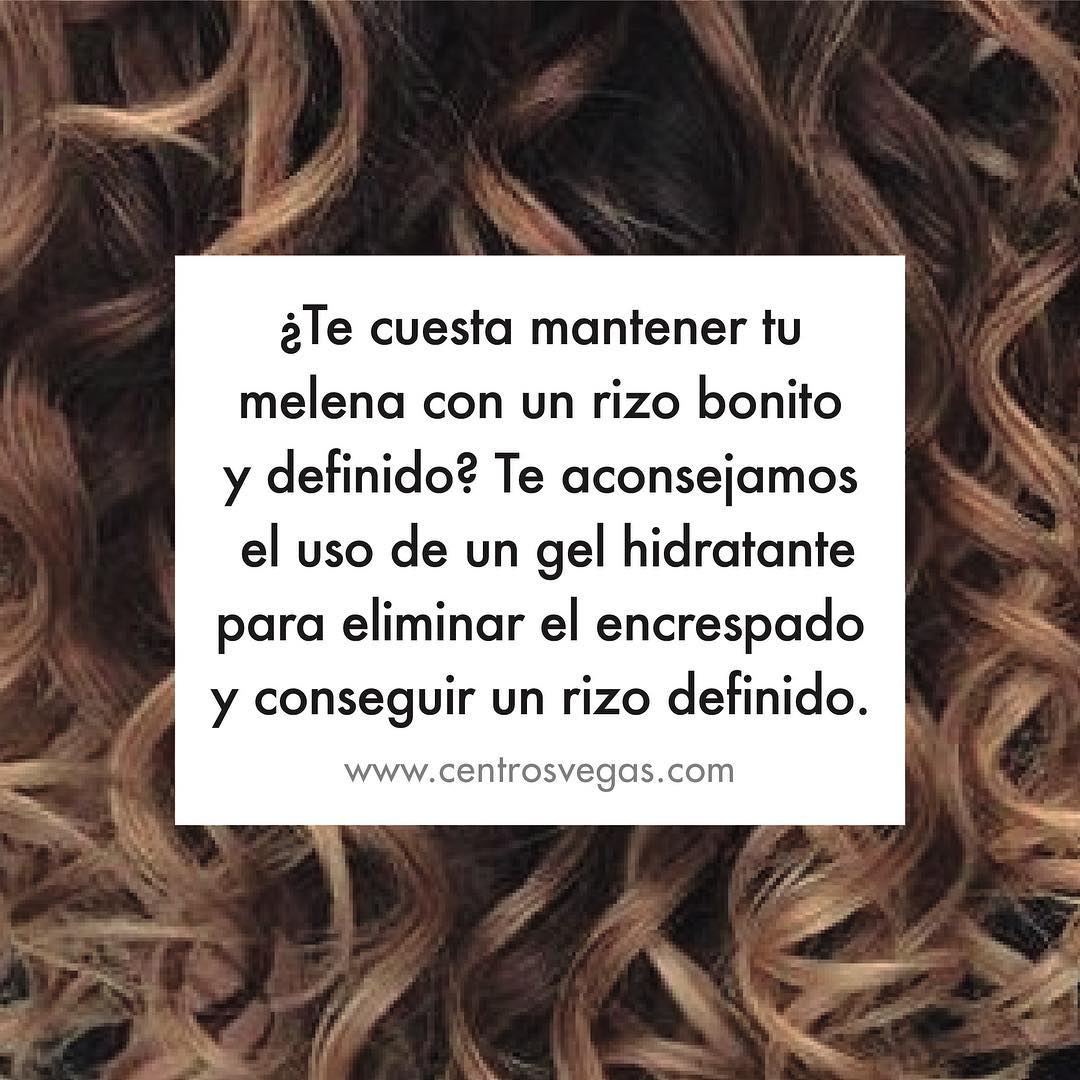 ¿Te cuesta mantener tu
melena con un rizo bonito
y definido? Te aconsejamos
el uso de un gel hidratante
para eliminar el encrespado
y conseguir un rizo definido.
www.centrosvegas.com